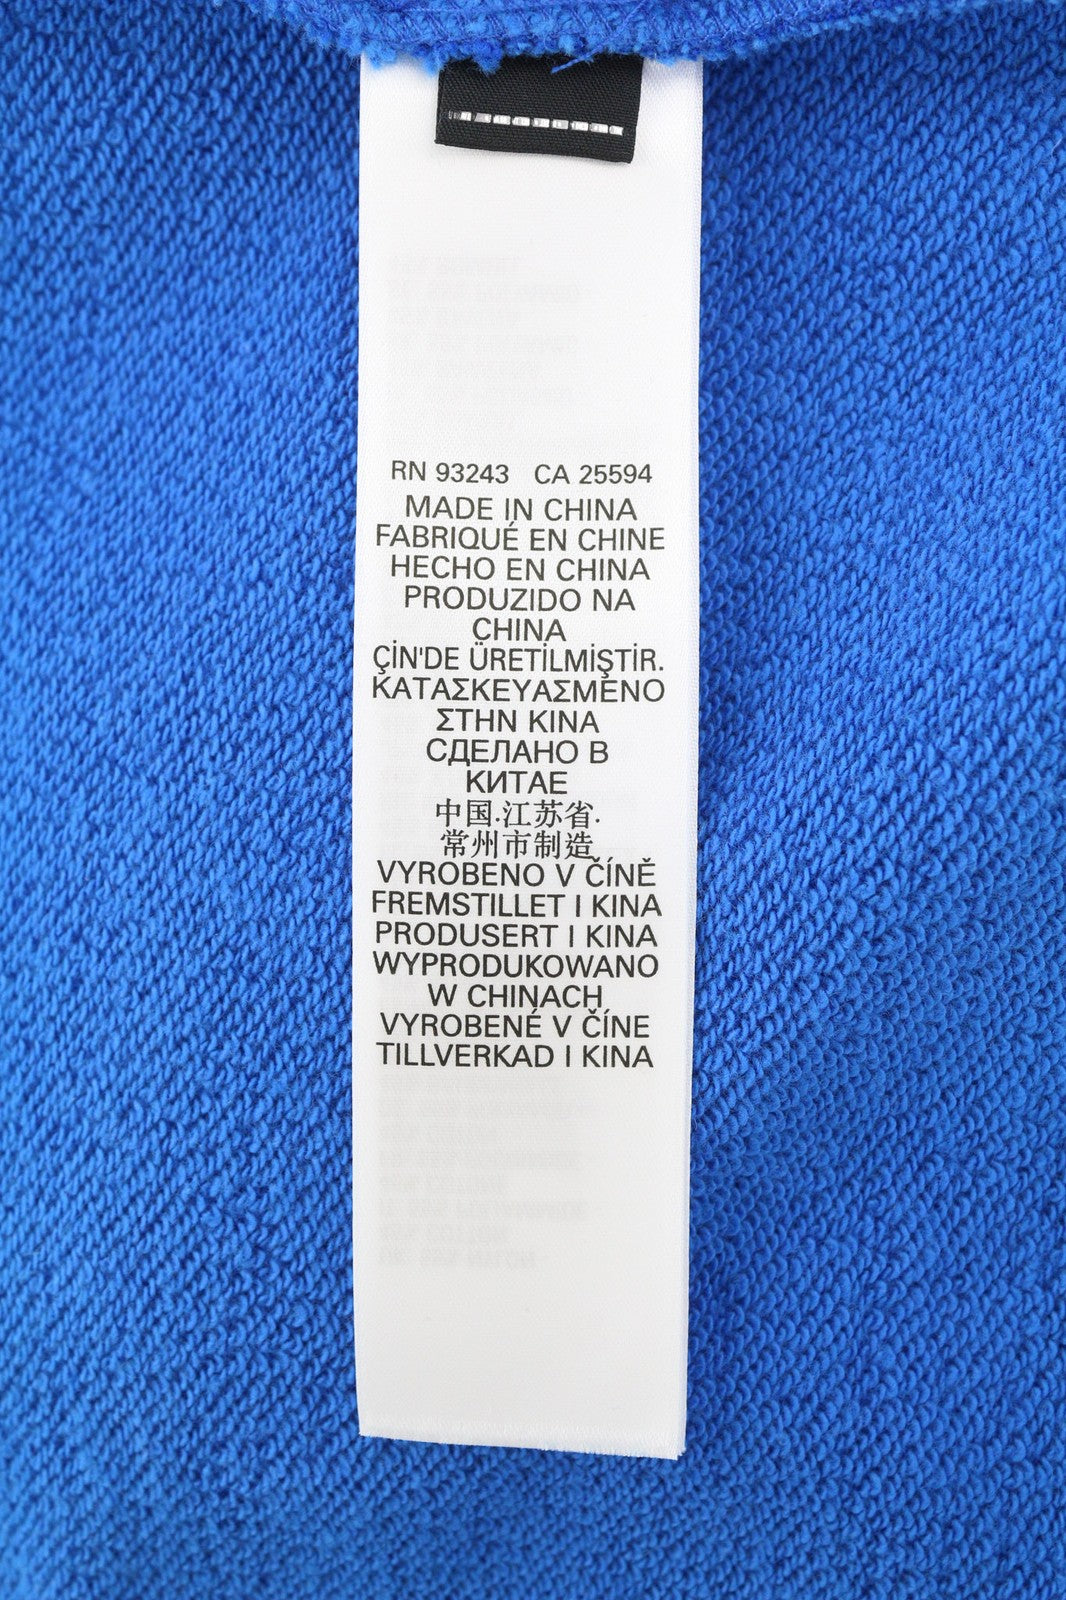 RN 93243 CA 25594
MADE IN CHINA
FABRIQUÉ EN CHINE
HECHO EN CHINA
PRODUZIDO NA
CHINA
ÇİN'DE ÜRETİLMİŞTİR.
ΚΑΤΑΣΚΕΥΑΣΜΕΝΟ
ΣΤΗΝ ΚΙΝΑ
СДЕЛАНО В
КИТАЕ
中国.江苏省.
常州市制造
VYROBENO V ČÍNĚ
FREMSTILLET I KINA
PRODUSERT I KINA
WYPRODUKOWANO
W CHINACH
VYROBENÉ V ČÍNE
TILLVERKAD I KINA